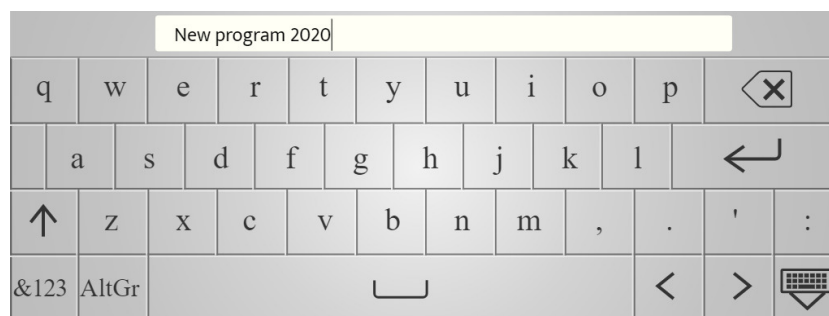 New program 2020
q w e r t y u i o p
a s d f g h j k l
z x c v b n m , . ' :
&123 AltGr < >